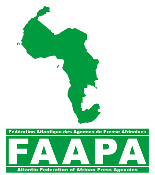 Fédération Atlantique des Agences de Presse Africaines
FAAPA
Atlantic Federation of African Press Agencies